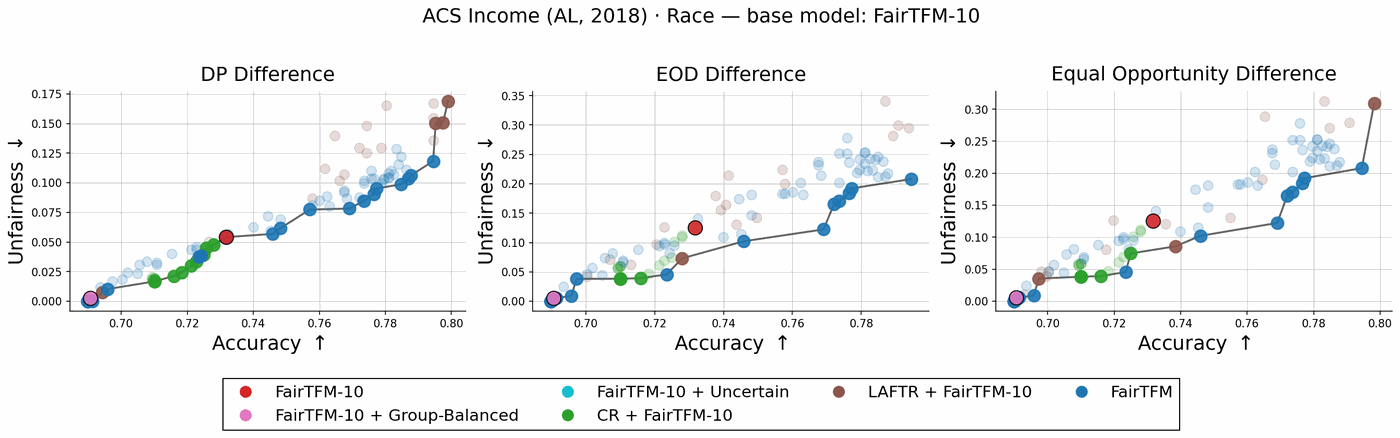 ACS Income (AL, 2018) · Race — base model: FairTFM-10
DP Difference
EOD Difference
Equal Opportunity Difference
Unfairness ↓
0.175
0.150
0.125
0.100
0.075
0.050
0.025
0.000
0.70 0.72 0.74 0.76 0.78 0.80
Accuracy ↑
Unfairness ↓
0.35
0.30
0.25
0.20
0.15
0.10
0.05
0.00
0.70 0.72 0.74 0.76 0.78
Accuracy ↑
Unfairness ↓
0.30
0.25
0.20
0.15
0.10
0.05
0.00
0.70 0.72 0.74 0.76 0.78 0.80
Accuracy ↑
FairTFM-10
FairTFM-10 + Group-Balanced
FairTFM-10 + Uncertain
CR + FairTFM-10
LAFTR + FairTFM-10
FairTFM